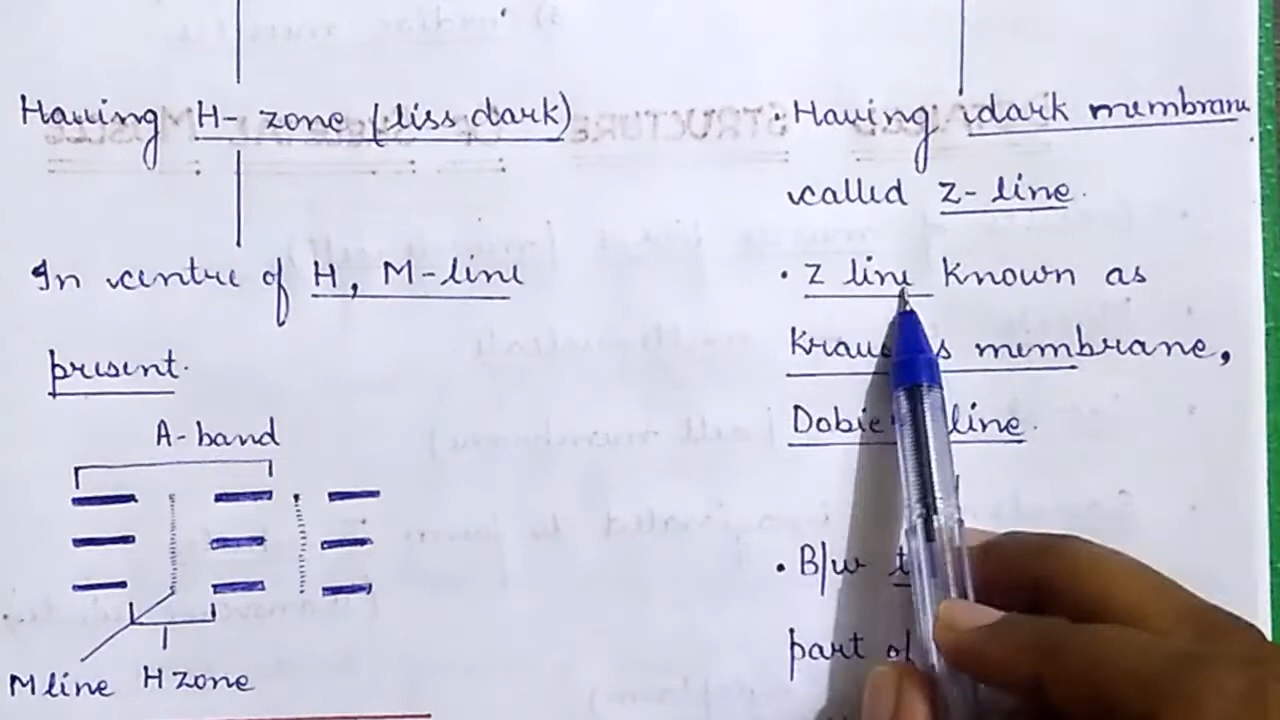 Having H- zone (less dark)
In centre of H, M-line
present.
A-band
M line H zone
· Having dark membrane
called Z- line.
· Z line known as
membrane,
line.
· B/w
part of